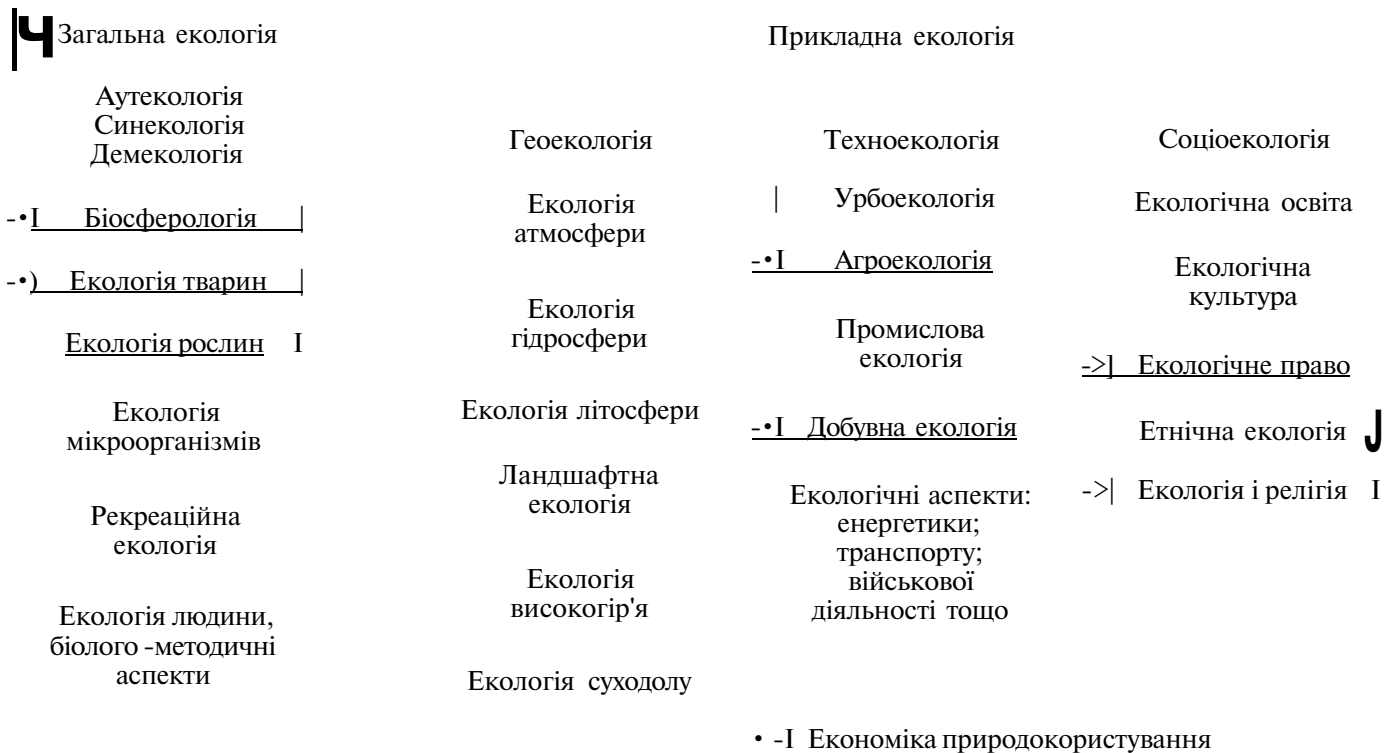 Ч Загальна екологія
Прикладна екологія
Аутекологія
Синекологія
Демекологія
-•I Біосферологія |
-•) Екологія тварин |
Екологія рослин I
Екологія
мікроорганізмів
Рекреаційна
екологія
Екологія людини,
біолого -методичні
аспекти
Геоекологія
Екологія
атмосфери
Екологія
гідросфери
Екологія літосфери
Ландшафтна
екологія
Екологія
високогір'я
Екологія суходолу
Техноекологія
| Урбоекологія
-•I Агроекологія
Промислова
екологія
-•I Добувна екологія
Екологічні аспекти:
енергетики;
транспорту;
військової
діяльності тощо
Соціоекологія
Екологічна освіта
Екологічна
культура
->] Екологічне право
Етнічна екологія J
->| Екологія і релігія I
• -I Економіка природокористування